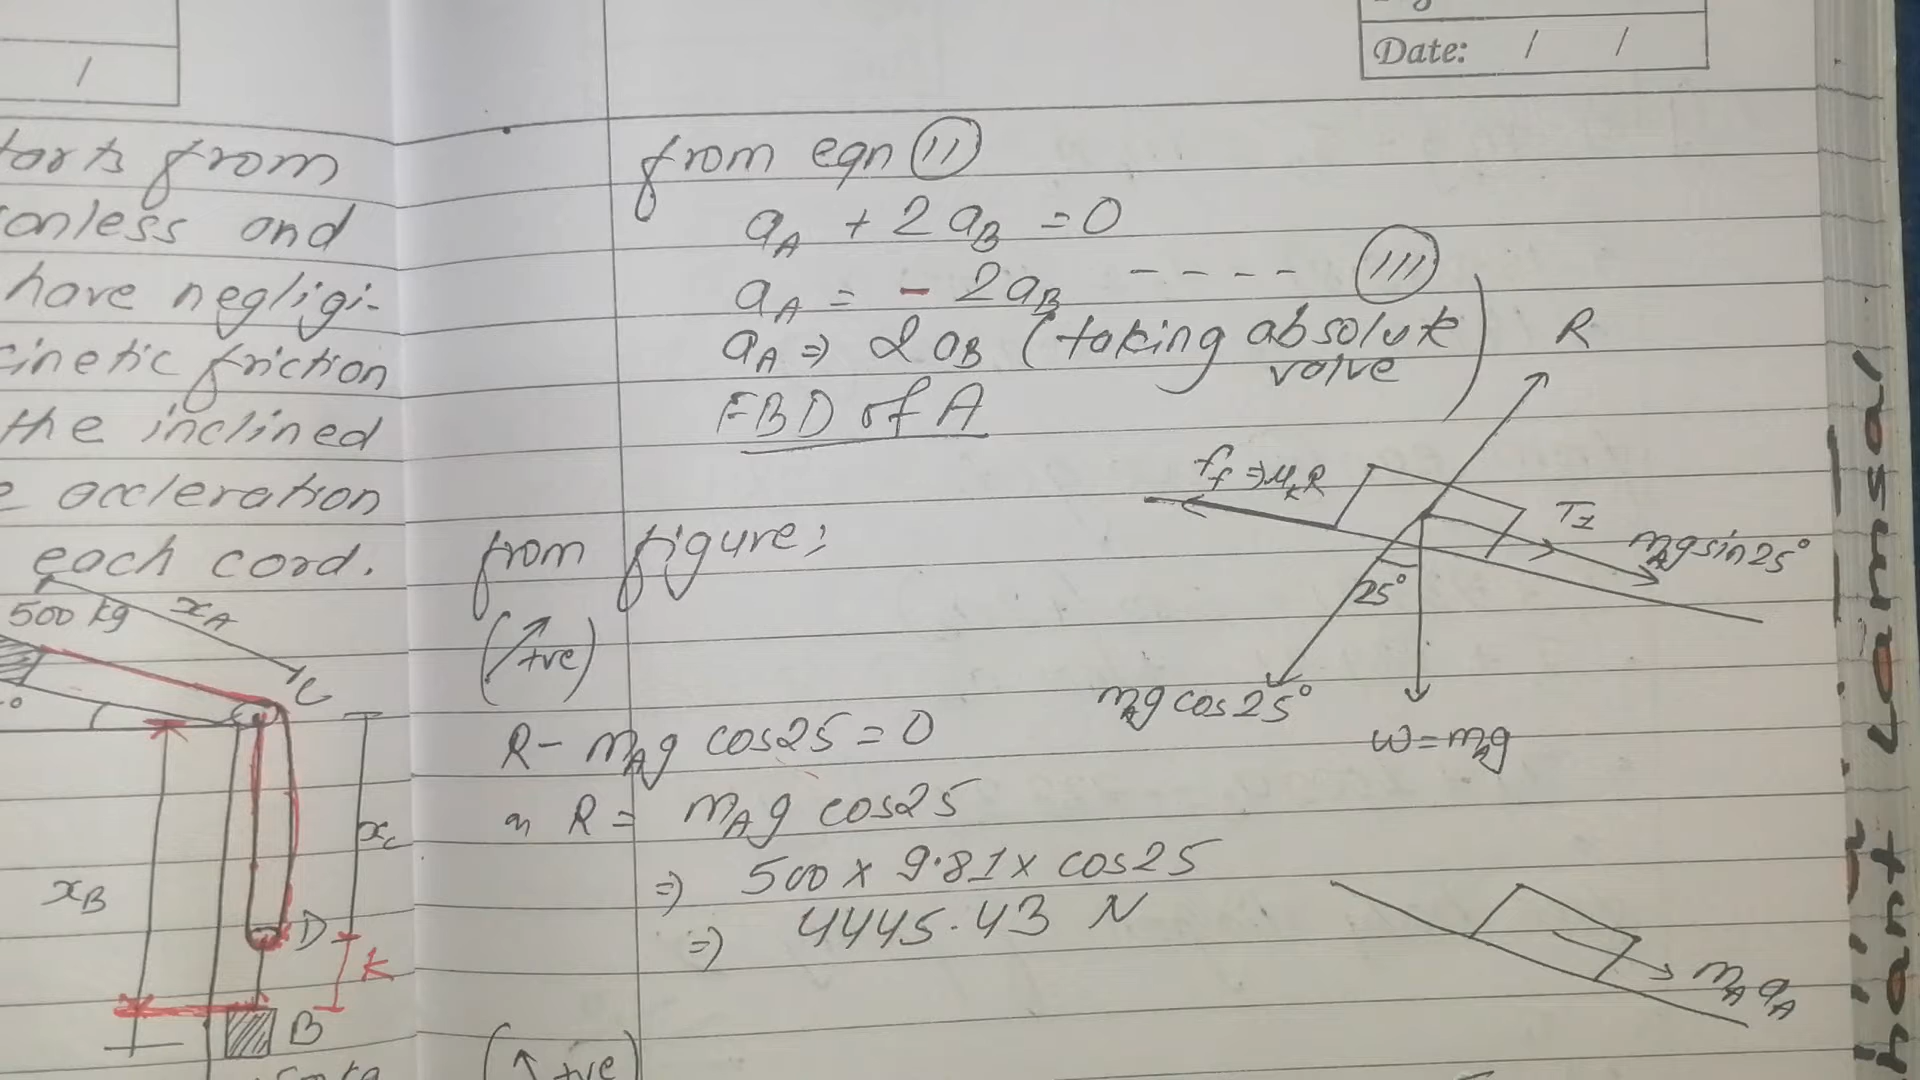 /
Date: / /
from
onless and
have negligi-
kinetic friction
the inclined
accleration
each cord.
500 kg
xA
C
xB
xc
D
k
B
from eqn (11)
aA + 2aB = 0
aA = - 2aB ---- (111)
aA ⇒ 2aB (taking absolute value)
FBD of A
R
ff ⇒ μkR
T1
mAg sin25°
25°
mAg cos25°
w = mAg
from figure;
(↗ +ve)
R - mAg cos25 = 0
R = mAg cos25
⇒ 500 x 9.81 x cos25
⇒ 4445.43 N
mA aA
(↑ +ve)